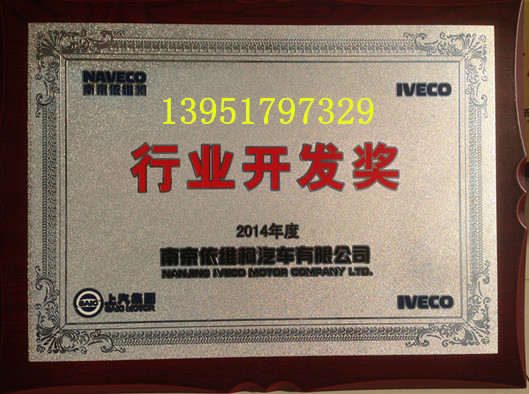 NAVECO
南京依维柯
IVECO
13951797329
行业开发奖
2014年度
南京依维柯汽车有限公司
NANJING IVECO MOTOR COMPANY LTD.
SAIC
上汽集团
SAIC MOTOR
IVECO